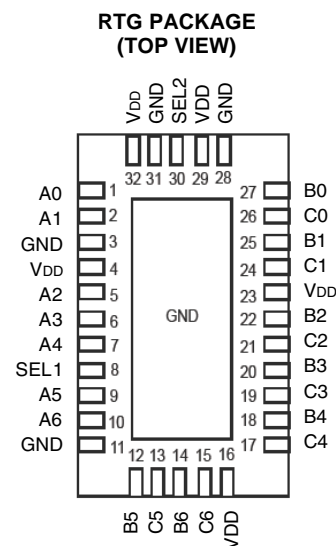 RTG PACKAGE
(TOP VIEW)
VDD GND SEL2 VDD GND
32 31 30 29 28
A0 1 27 B0
A1 2 26 C0
GND 3 25 B1
VDD 4 24 C1
A2 5 23 VDD
A3 6 22 B2
GND
A4 7 21 C2
SEL1 8 20 B3
A5 9 19 C3
A6 10 18 B4
GND 11 17 C4
12 13 14 15 16
B5 C5 B6 C6 VDD